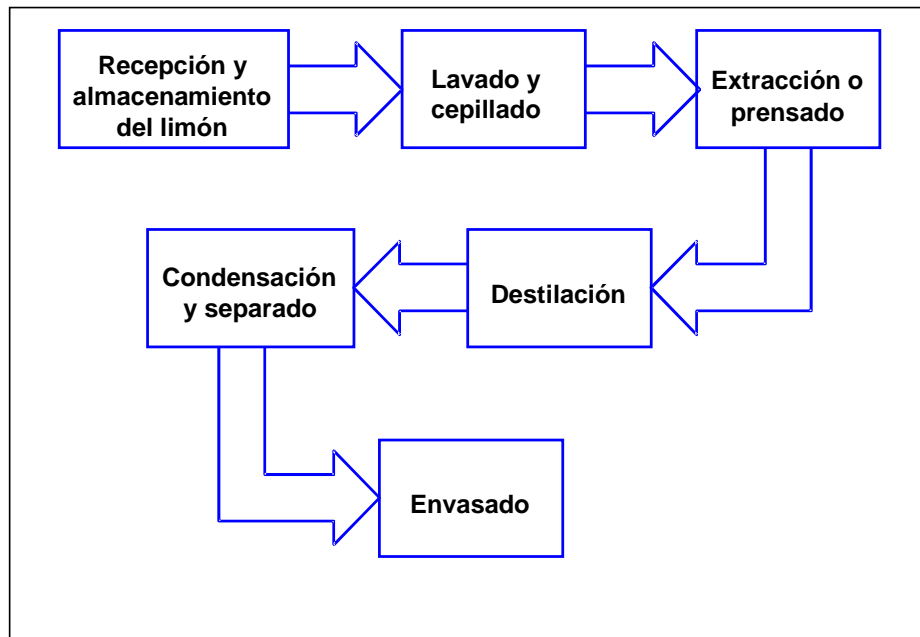 Recepción y
almacenamiento
del limón
Lavado y
cepillado
Extracción o
prensado
Destilación
Condensación
y separado
Envasado